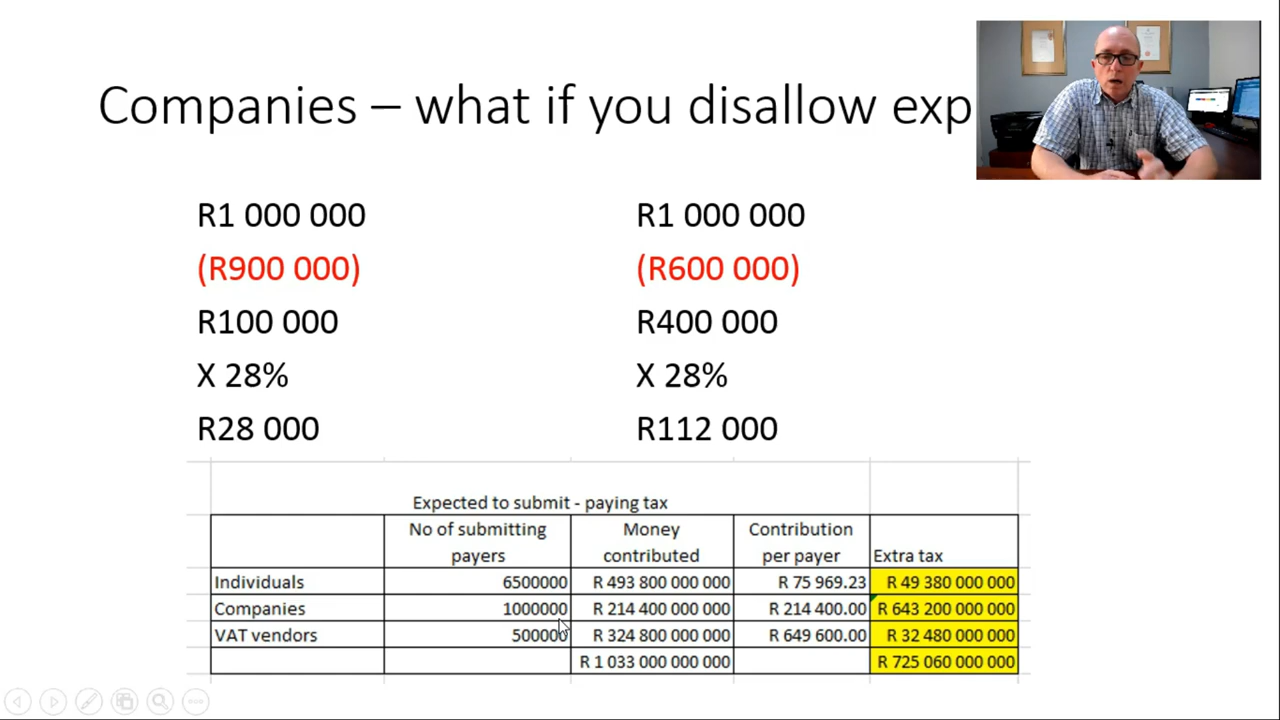 Companies – what if you disallow exp
R1 000 000 R1 000 000
(R900 000) (R600 000)
R100 000 R400 000
X 28% X 28%
R28 000 R112 000
Expected to submit - paying tax
No of submitting payers Money contributed Contribution per payer Extra tax
Individuals 6500000 R 493 800 000 000 R 75 969.23 R 49 380 000 000
Companies 1000000 R 214 400 000 000 R 214 400.00 R 643 200 000 000
VAT vendors 500000 R 324 800 000 000 R 649 600.00 R 32 480 000 000
R 1 033 000 000 000 R 725 060 000 000